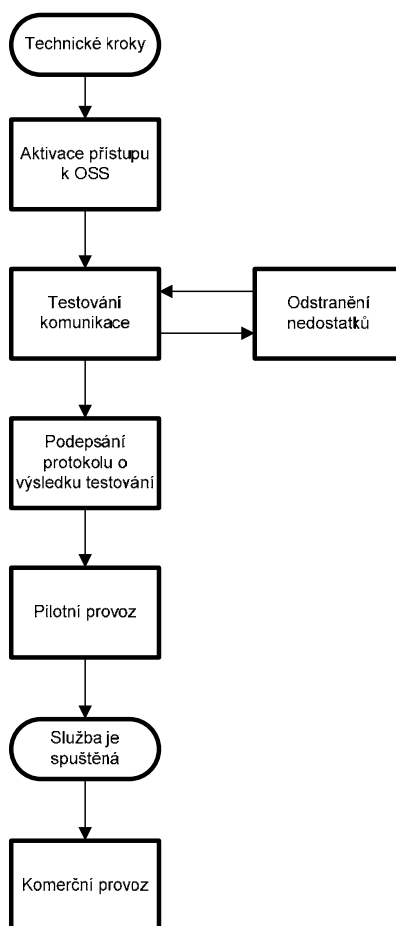 Technické kroky
Aktivace přístupu
k OSS
Testování
komunikace
Odstranění
nedostatků
Podepsání
protokolu o
výsledku testování
Pilotní provoz
Služba je
spuštěná
Komerční provoz